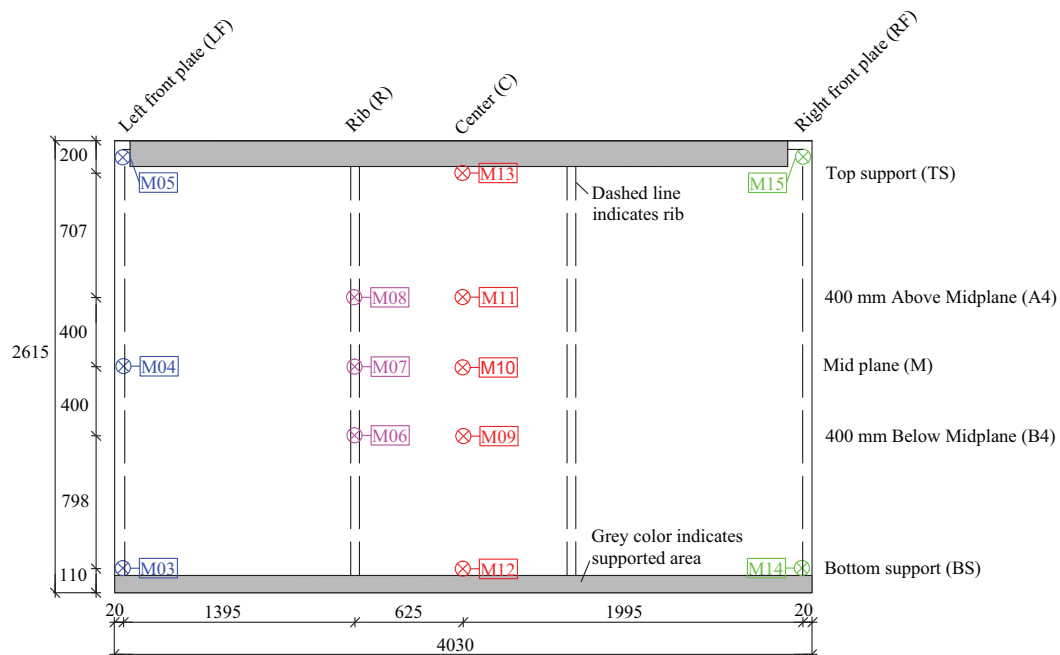 Left front plate (LF)
Rib (R)
Center (C)
Right front plate (RF)
200
M05
M13
M15
Top support (TS)
Dashed line
indicates rib
707
M08
M11
400 mm Above Midplane (A4)
400
2615
M04
M07
M10
Mid plane (M)
400
M06
M09
400 mm Below Midplane (B4)
798
Grey color indicates
supported area
110
M03
M12
M14
Bottom support (BS)
20
1395
625
1995
20
4030